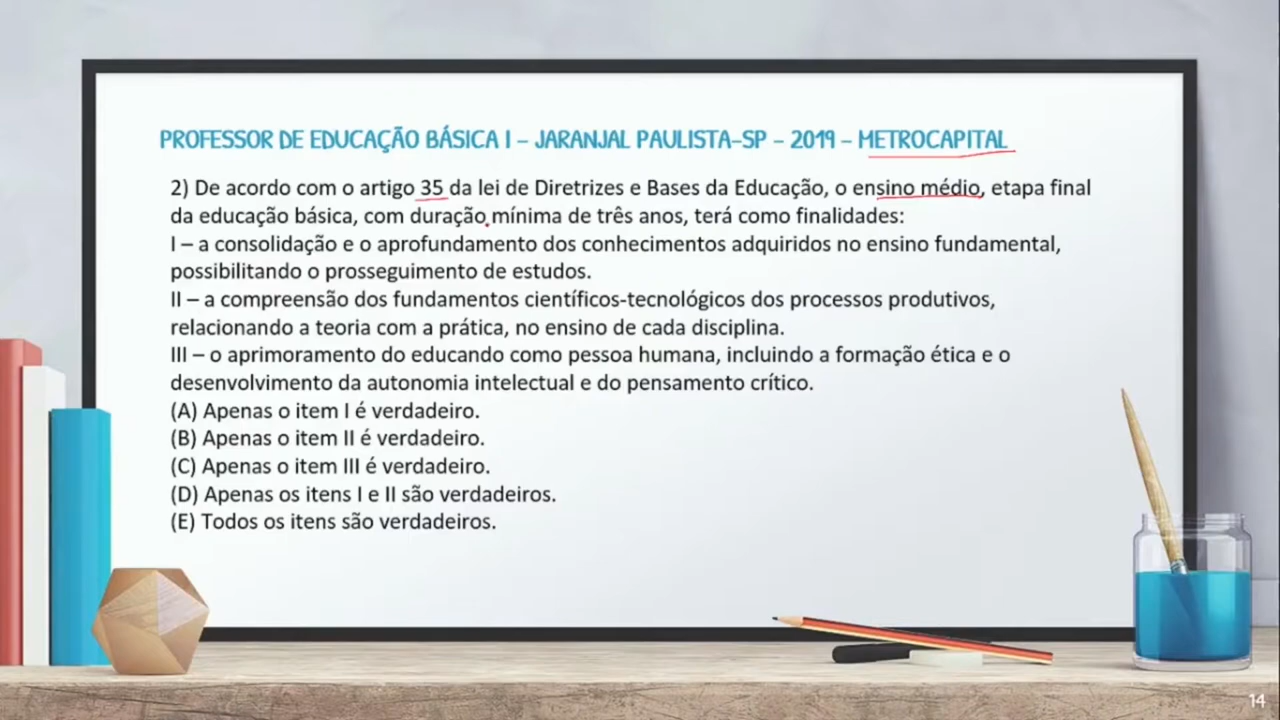 PROFESSOR DE EDUCAÇÃO BÁSICA I – JARANJAL PAULISTA-SP – 2019 – METROCAPITAL
2) De acordo com o artigo 35 da lei de Diretrizes e Bases da Educação, o ensino médio, etapa final
da educação básica, com duração mínima de três anos, terá como finalidades:
I – a consolidação e o aprofundamento dos conhecimentos adquiridos no ensino fundamental,
possibilitando o prosseguimento de estudos.
II – a compreensão dos fundamentos científicos-tecnológicos dos processos produtivos,
relacionando a teoria com a prática, no ensino de cada disciplina.
III – o aprimoramento do educando como pessoa humana, incluindo a formação ética e o
desenvolvimento da autonomia intelectual e do pensamento crítico.
(A) Apenas o item I é verdadeiro.
(B) Apenas o item II é verdadeiro.
(C) Apenas o item III é verdadeiro.
(D) Apenas os itens I e II são verdadeiros.
(E) Todos os itens são verdadeiros.
14